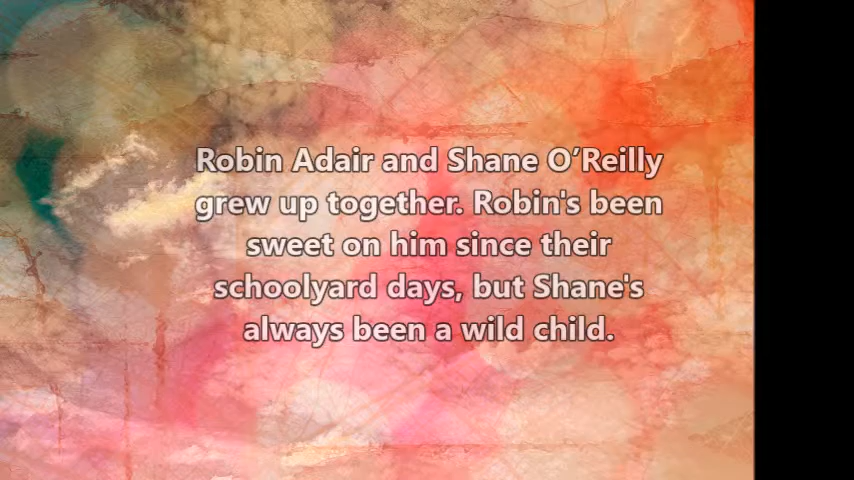 Robin Adair and Shane O’Reilly
grew up together. Robin's been
sweet on him since their
schoolyard days, but Shane's
always been a wild child.